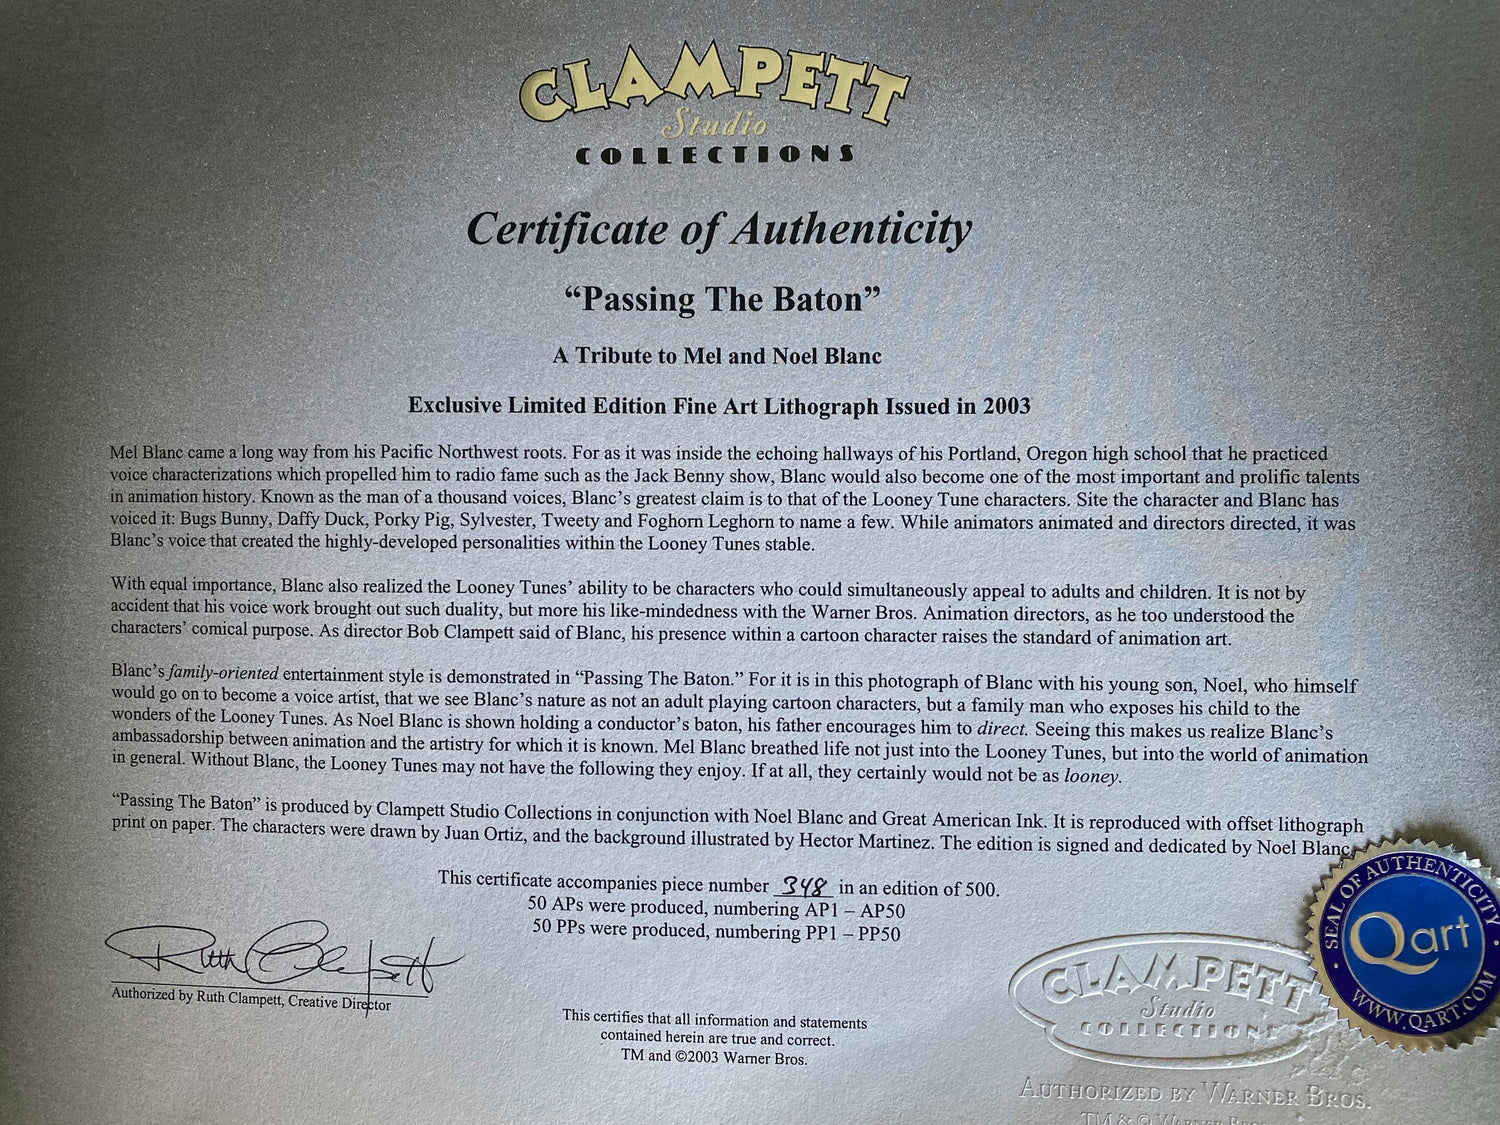 CLAMPETT
Studio
COLLECTIONS
Certificate of Authenticity
“Passing The Baton”
A Tribute to Mel and Noel Blanc
Exclusive Limited Edition Fine Art Lithograph Issued in 2003
Mel Blanc came a long way from his Pacific Northwest roots. For as it was inside the echoing hallways of his Portland, Oregon high school that he practiced
voice characterizations which propelled him to radio fame such as the Jack Benny show, Blanc would also become one of the most important and prolific talents
in animation history. Known as the man of a thousand voices, Blanc’s greatest claim is to that of the Looney Tune characters. Site the character and Blanc has
voiced it: Bugs Bunny, Daffy Duck, Porky Pig, Sylvester, Tweety and Foghorn Leghorn to name a few. While animators animated and directors directed, it was
Blanc’s voice that created the highly-developed personalities within the Looney Tunes stable.
With equal importance, Blanc also realized the Looney Tunes’ ability to be characters who could simultaneously appeal to adults and children. It is not by
accident that his voice work brought out such duality, but more his like-mindedness with the Warner Bros. Animation directors, as he too understood the
characters’ comical purpose. As director Bob Clampett said of Blanc, his presence within a cartoon character raises the standard of animation art.
Blanc’s family-oriented entertainment style is demonstrated in “Passing The Baton.” For it is in this photograph of Blanc with his young son, Noel, who himself
would go on to become a voice artist, that we see Blanc’s nature as not an adult playing cartoon characters, but a family man who exposes his child to the
wonders of the Looney Tunes. As Noel Blanc is shown holding a conductor’s baton, his father encourages him to direct. Seeing this makes us realize Blanc’s
ambassadorship between animation and the artistry for which it is known. Mel Blanc breathed life not just into the Looney Tunes, but into the world of animation
in general. Without Blanc, the Looney Tunes may not have the following they enjoy. If at all, they certainly would not be as looney.
“Passing The Baton” is produced by Clampett Studio Collections in conjunction with Noel Blanc and Great American Ink. It is reproduced with offset lithograph
print on paper. The characters were drawn by Juan Ortiz, and the background illustrated by Hector Martinez. The edition is signed and dedicated by Noel Blanc.
This certificate accompanies piece number 348 in an edition of 500.
50 APs were produced, numbering AP1 – AP50
50 PPs were produced, numbering PP1 – PP50
Ruth Clampett
Authorized by Ruth Clampett, Creative Director
This certifies that all information and statements
contained herein are true and correct.
TM and ©2003 Warner Bros.
CLAMPETT
Studio
COLLECTIONS
AUTHORIZED BY WARNER BROS.
TM & © WARNER
SEAL OF AUTHENTICITY
Qart
WWW.QART.COM